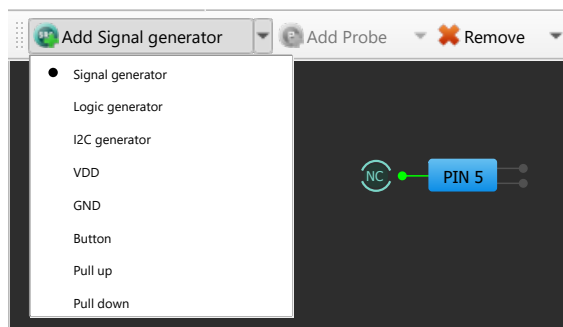 Add Signal generator
Add Probe
Remove
Signal generator
Logic generator
I2C generator
VDD
GND
Button
Pull up
Pull down
NC
PIN 5